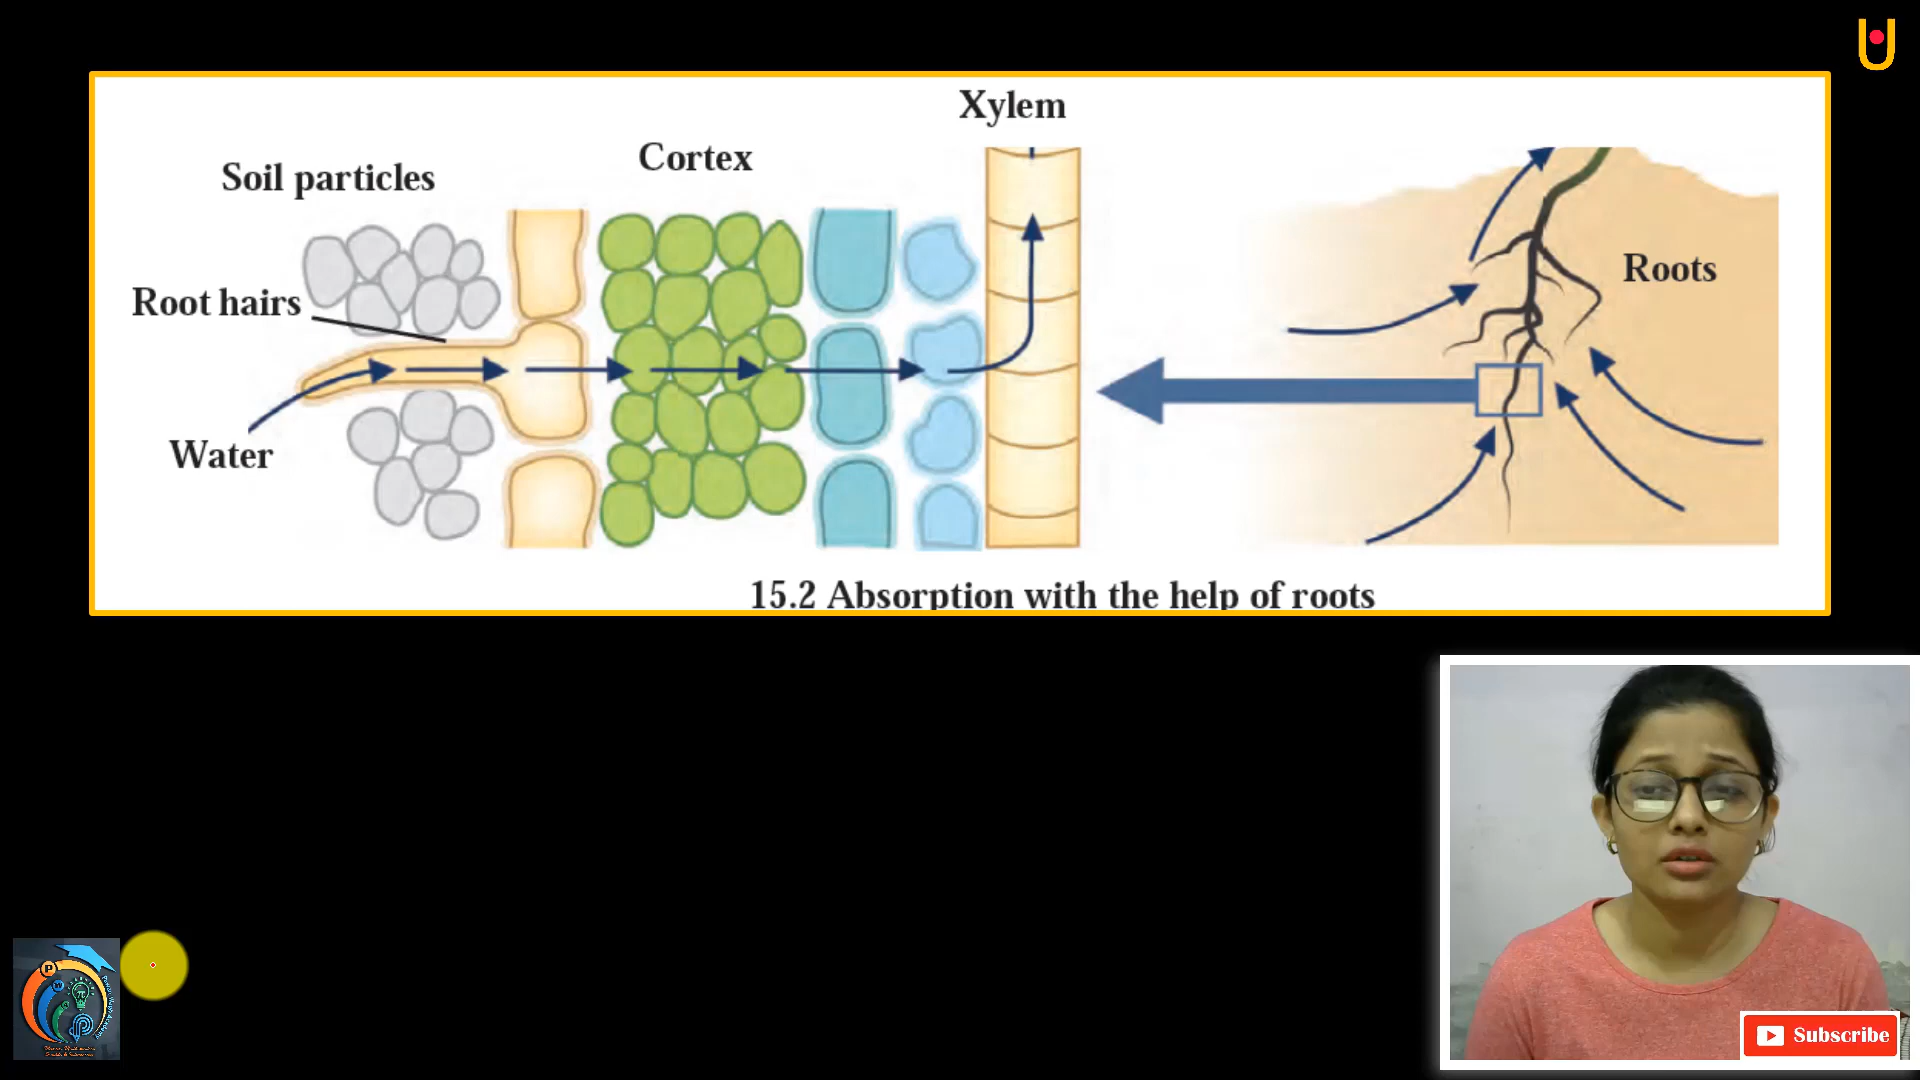 Xylem
Cortex
Soil particles
Root hairs
Roots
Water
15.2 Absorption with the help of roots
Subscribe